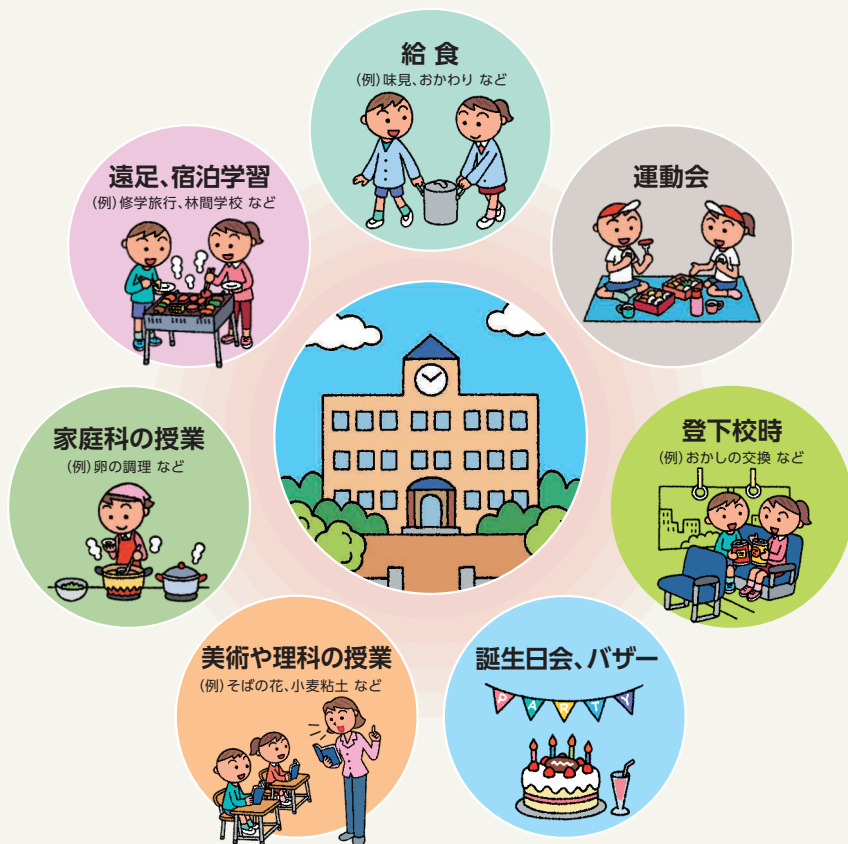 給 食
(例)味見、おかわり など
遠足、宿泊学習
(例)修学旅行、林間学校 など
運動会
家庭科の授業
(例)卵の調理 など
登下校時
(例)おかしの交換 など
美術や理科の授業
(例)そばの花、小麦粘土 など
誕生日会、バザー
PARTY